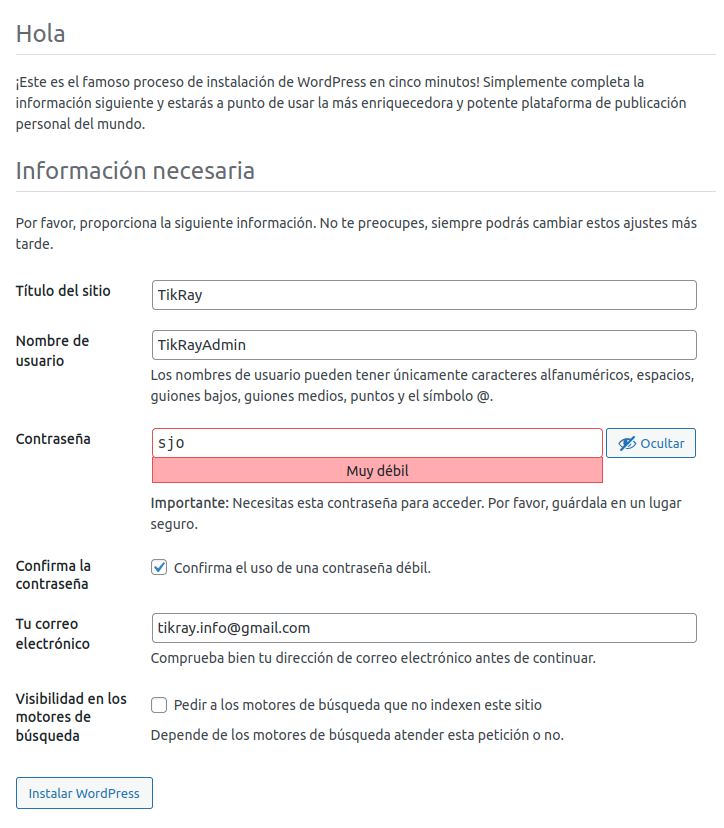 Hola
¡Este es el famoso proceso de instalación de WordPress en cinco minutos! Simplemente completa la
información siguiente y estarás a punto de usar la más enriquecedora y potente plataforma de publicación
personal del mundo.
Información necesaria
Por favor, proporciona la siguiente información. No te preocupes, siempre podrás cambiar estos ajustes más
tarde.
Título del sitio
TikRay
Nombre de
usuario
TikRayAdmin
Los nombres de usuario pueden tener únicamente caracteres alfanuméricos, espacios,
guiones bajos, guiones medios, puntos y el símbolo @.
Contraseña
sjo
Ocultar
Muy débil
Importante: Necesitas esta contraseña para acceder. Por favor, guárdala en un lugar
seguro.
Confirma la
contraseña
Confirma el uso de una contraseña débil.
Tu correo
electrónico
tikray.info@gmail.com
Comprueba bien tu dirección de correo electrónico antes de continuar.
Visibilidad en los
motores de
búsqueda
Pedir a los motores de búsqueda que no indexen este sitio
Depende de los motores de búsqueda atender esta petición o no.
Instalar WordPress